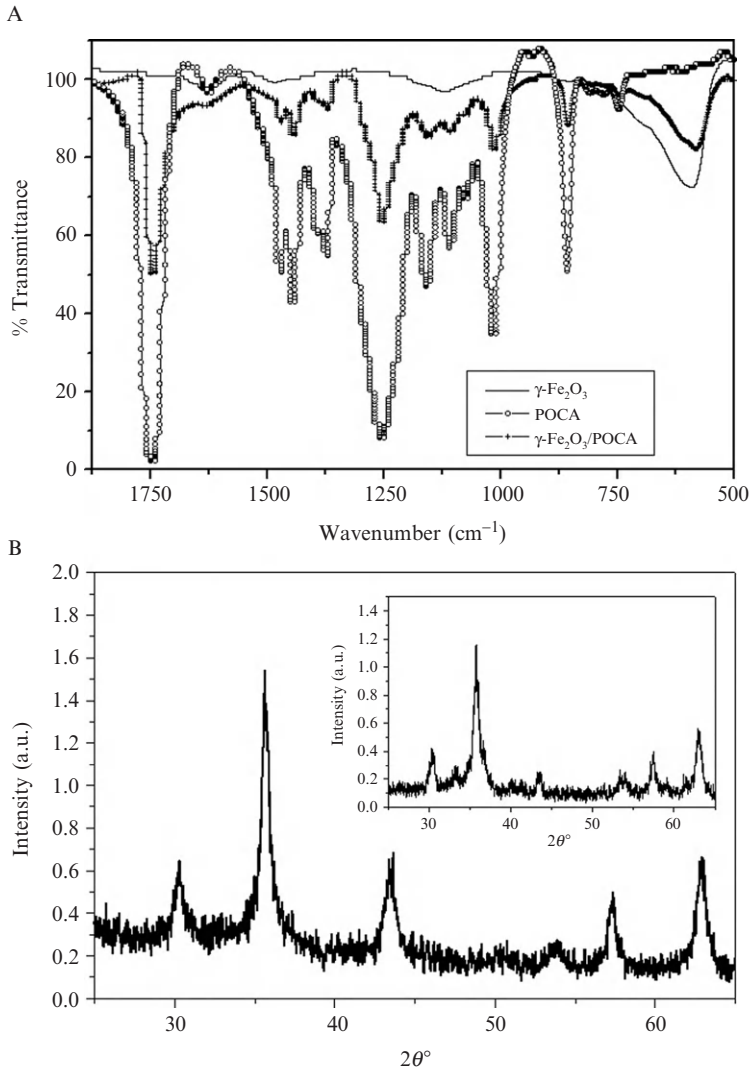 A
% Transmittance
100
80
60
40
20
0
γ-Fe₂O₃
POCA
γ-Fe₂O₃/POCA
1750 1500 1250 1000 750 500
Wavenumber (cm⁻¹)
B
Intensity (a.u.)
2.0
1.8
1.6
1.4
1.2
1.0
0.8
0.6
0.4
0.2
0.0
30 40 50 60
2θ°
Intensity (a.u.)
1.4
1.2
1.0
0.8
0.6
0.4
0.2
0.0
30 40 50 60
2θ°